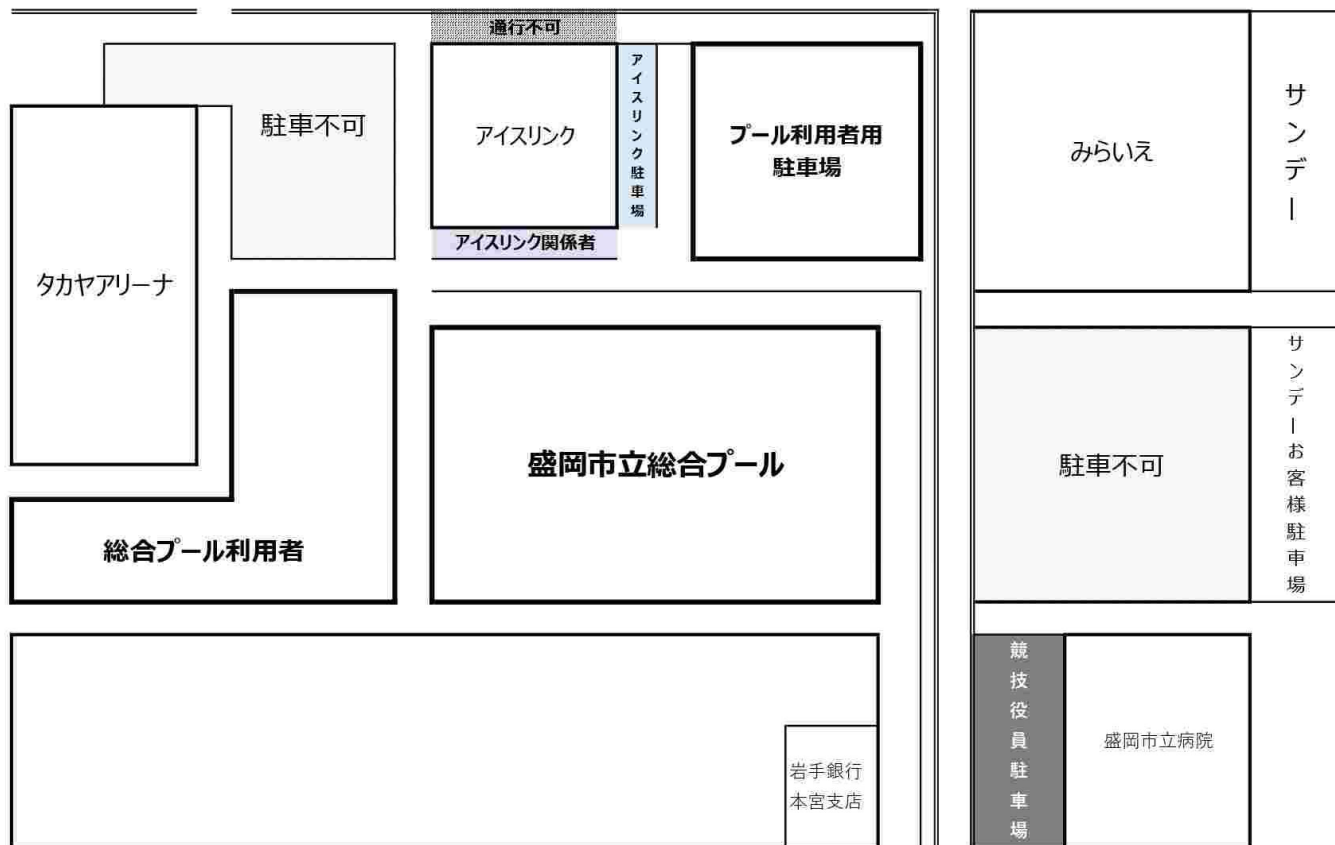 通行不可
駐車不可
アイスリンク
アイスリンク駐車場
プール利用者用
駐車場
みらいえ
サンデー
アイスリンク関係者
タカヤアリーナ
盛岡市立総合プール
総合プール利用者
駐車不可
サンデーお客様駐車場
競技役員駐車場
盛岡市立病院
岩手銀行
本宮支店